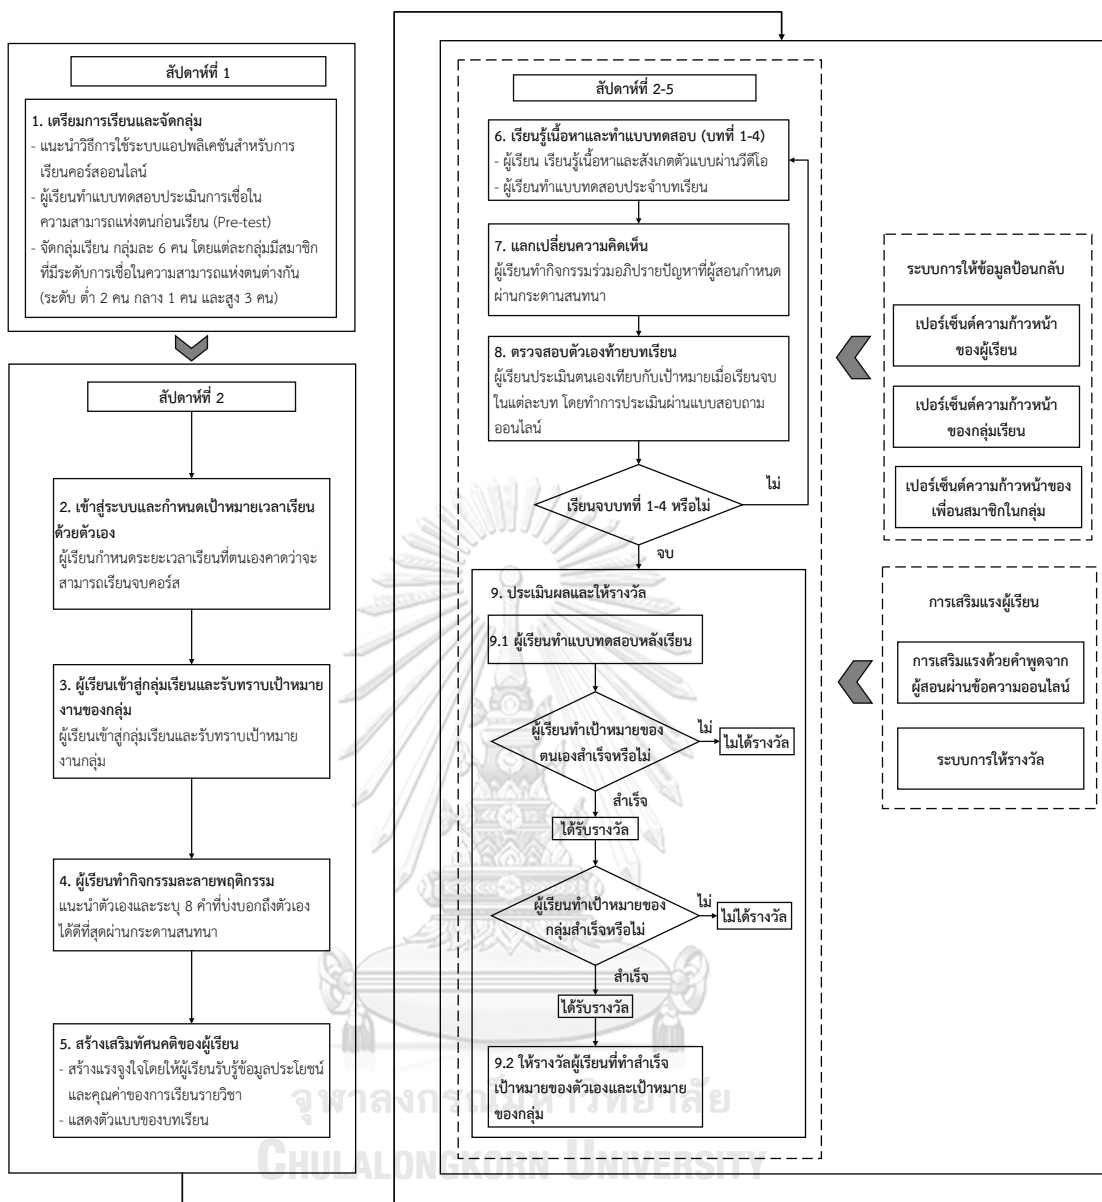 สัปดาห์ที่ 1
1. เตรียมการเรียนและจัดกลุ่ม
- แนะนำวิธีการใช้ระบบแอปพลิเคชันสำหรับการ
เรียนคอร์สออนไลน์
- ผู้เรียนทำแบบทดสอบประเมินการเชื่อใน
ความสามารถแห่งตนก่อนเรียน (Pre-test)
- จัดกลุ่มเรียน กลุ่มละ 6 คน โดยแต่ละกลุ่มมีสมาชิก
ที่มีระดับการเชื่อในความสามารถแห่งตนต่างกัน
(ระดับ ต่ำ 2 คน กลาง 1 คน และสูง 3 คน)
สัปดาห์ที่ 2
2. เข้าสู่ระบบและกำหนดเป้าหมายเวลาเรียน
ด้วยตัวเอง
ผู้เรียนกำหนดระยะเวลาเรียนที่ตนเองคาดว่าจะ
สามารถเรียนจบคอร์ส
3. ผู้เรียนเข้าสู่กลุ่มเรียนและรับทราบเป้าหมาย
งานของกลุ่ม
ผู้เรียนเข้าสู่กลุ่มเรียนและรับทราบเป้าหมาย
งานกลุ่ม
4. ผู้เรียนทำกิจกรรมละลายพฤติกรรม
แนะนำตัวเองและระบุ 8 คำที่บ่งบอกถึงตัวเอง
ได้ดีที่สุดผ่านกระดานสนทนา
5. สร้างเสริมทัศนคติของผู้เรียน
- สร้างแรงจูงใจโดยให้ผู้เรียนรับรู้ข้อมูลประโยชน์
และคุณค่าของการเรียนรายวิชา
- แสดงตัวแบบของบทเรียน
สัปดาห์ที่ 2-5
6. เรียนรู้เนื้อหาและทำแบบทดสอบ (บทที่ 1-4)
- ผู้เรียน เรียนรู้เนื้อหาและสังเกตตัวแบบผ่านวีดีโอ
- ผู้เรียนทำแบบทดสอบประจำบทเรียน
7. แลกเปลี่ยนความคิดเห็น
ผู้เรียนทำกิจกรรมร่วมอภิปรายปัญหาที่ผู้สอนกำหนด
ผ่านกระดานสนทนา
8. ตรวจสอบตัวเองท้ายบทเรียน
ผู้เรียนประเมินตนเองเทียบกับเป้าหมายเมื่อเรียนจบ
ในแต่ละบท โดยทำการประเมินผ่านแบบสอบถาม
ออนไลน์
เรียนจบบทที่ 1-4 หรือไม่
ไม่
จบ
9. ประเมินผลและให้รางวัล
9.1 ผู้เรียนทำแบบทดสอบหลังเรียน
ผู้เรียนทำเป้าหมายของ
ตนเองสำเร็จหรือไม่
ไม่
ไม่ได้รางวัล
สำเร็จ
ได้รับรางวัล
ผู้เรียนทำเป้าหมายของ
กลุ่มสำเร็จหรือไม่
ไม่
ไม่ได้รางวัล
สำเร็จ
ได้รับรางวัล
9.2 ให้รางวัลผู้เรียนที่ทำสำเร็จ
เป้าหมายของตัวเองและเป้าหมาย
ของกลุ่ม
ระบบการให้ข้อมูลป้อนกลับ
เปอร์เซ็นต์ความก้าวหน้า
ของผู้เรียน
เปอร์เซ็นต์ความก้าวหน้า
ของกลุ่มเรียน
เปอร์เซ็นต์ความก้าวหน้าของ
เพื่อนสมาชิกในกลุ่ม
การเสริมแรงผู้เรียน
การเสริมแรงด้วยคำพูดจาก
ผู้สอนผ่านข้อความออนไลน์
ระบบการให้รางวัล
จุฬาลงกรณ์มหาวิทยาลัย
CHULALONGKORN UNIVERSITY